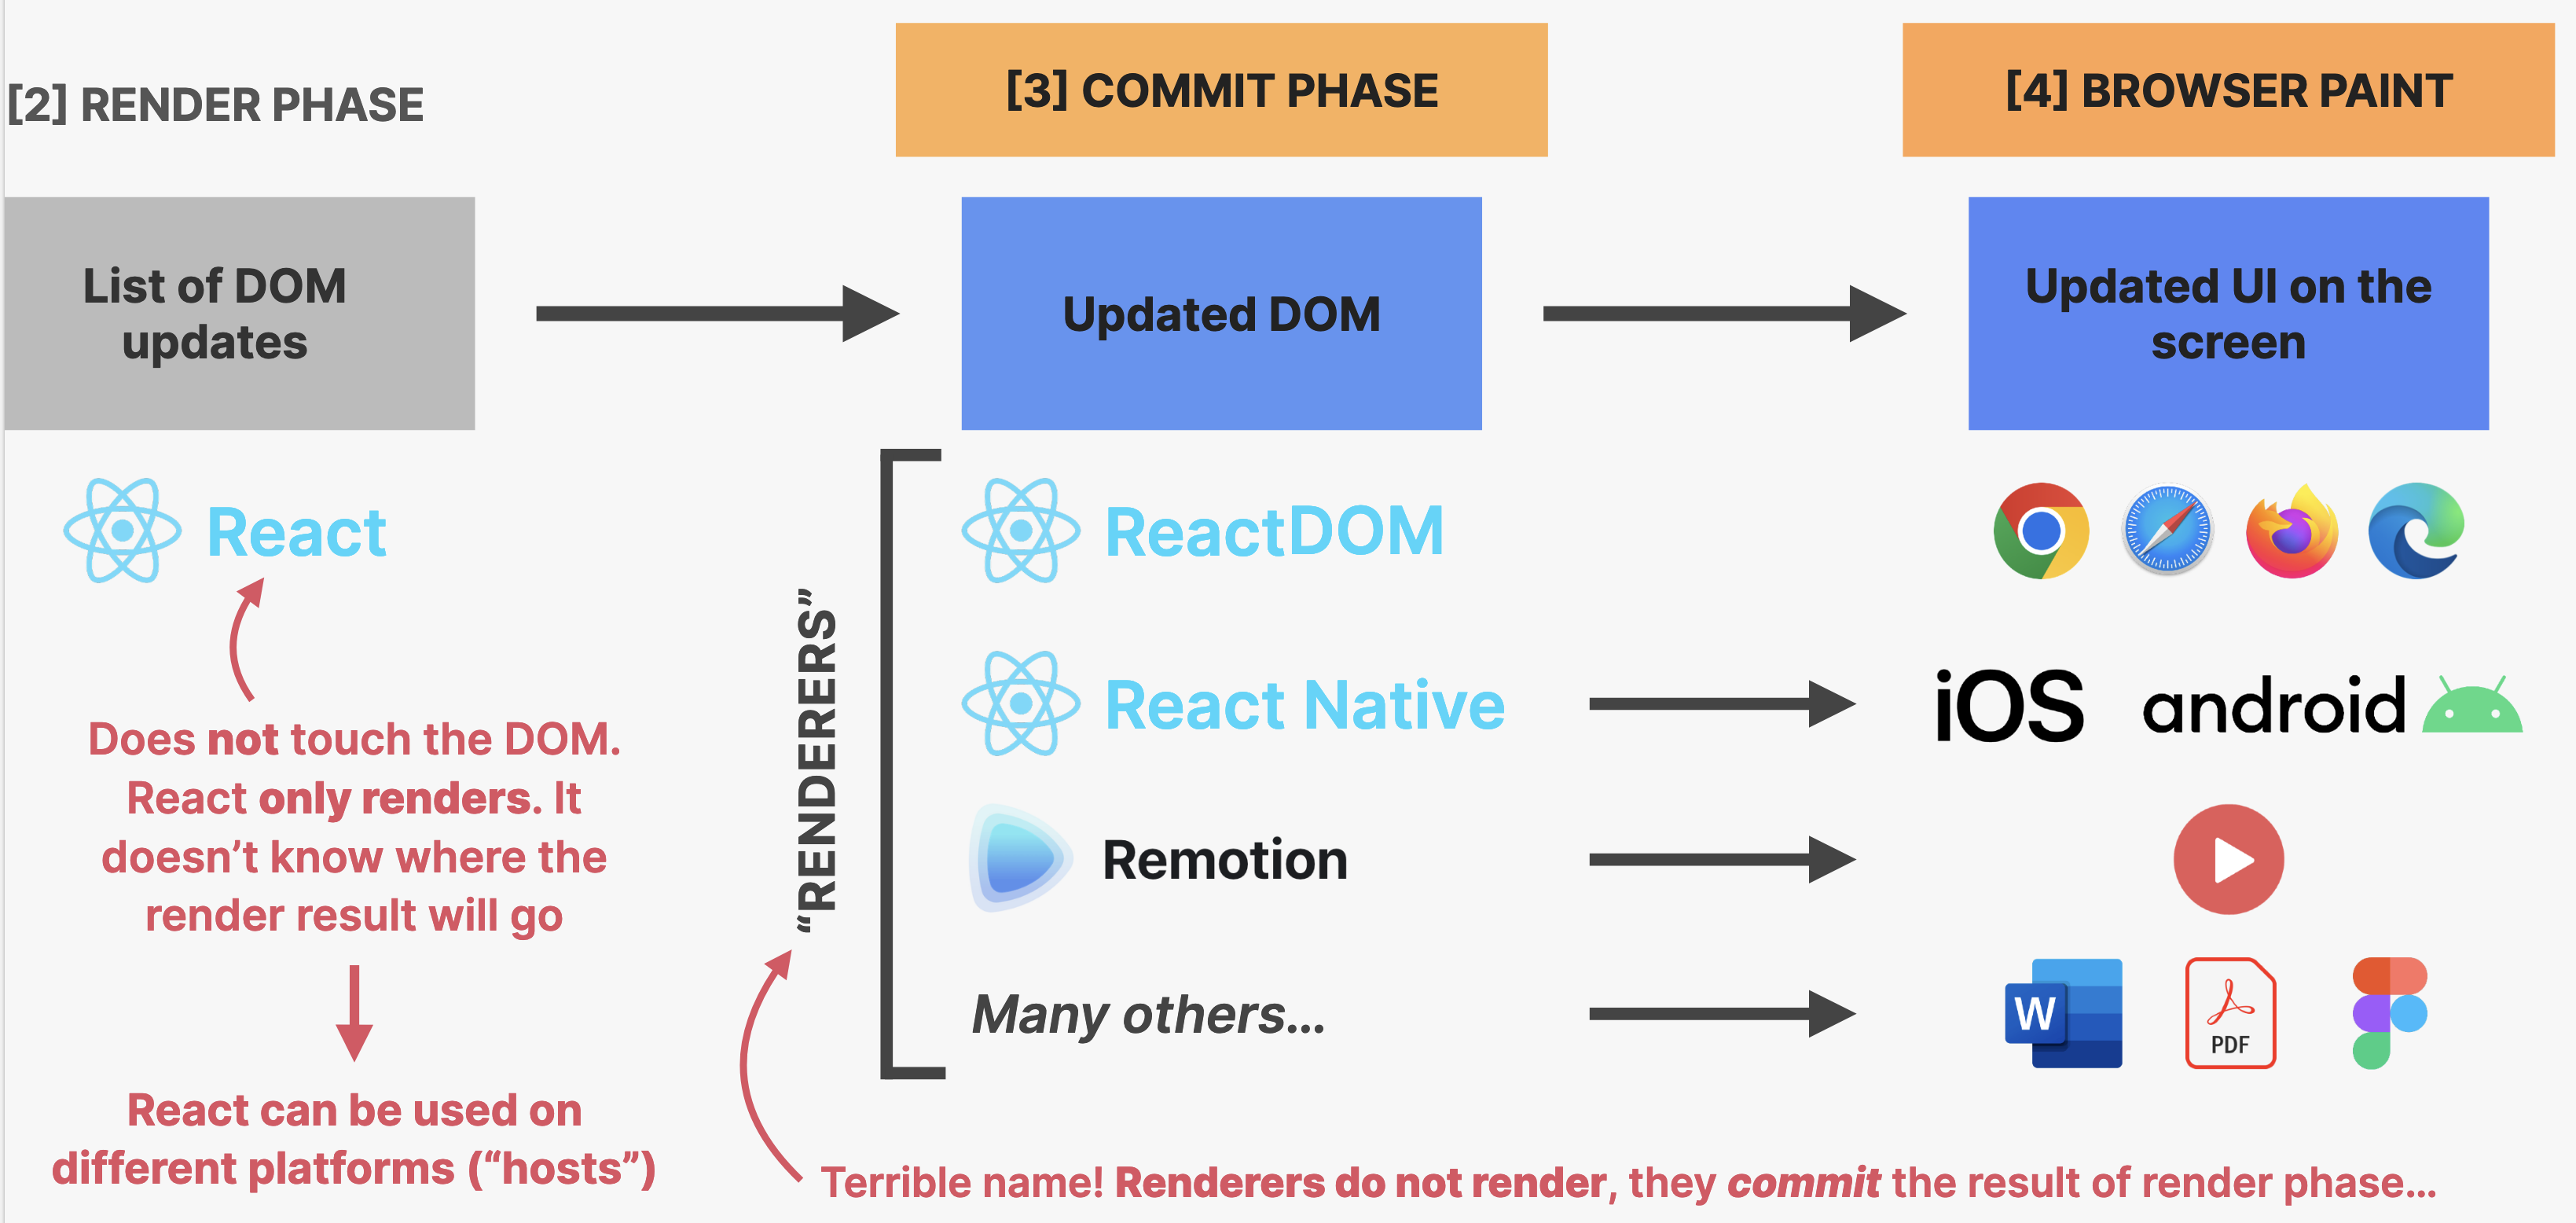 [2] RENDER PHASE
[3] COMMIT PHASE
[4] BROWSER PAINT
List of DOM
updates
Updated DOM
Updated UI on the
screen
React
Does not touch the DOM.
React only renders. It
doesn’t know where the
render result will go
React can be used on
different platforms (“hosts”)
“RENDERERS”
ReactDOM
React Native
iOS
android
Remotion
Many others…
W
PDF
Terrible name! Renderers do not render, they commit the result of render phase…